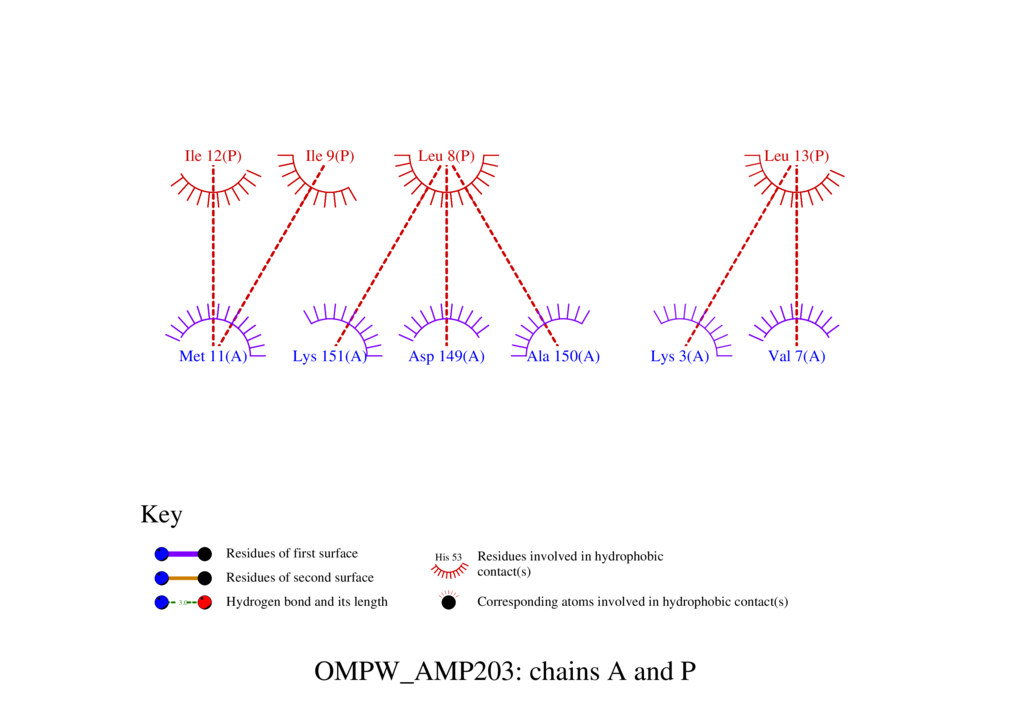 Ile 12(P) Ile 9(P) Leu 8(P) Leu 13(P)
Met 11(A) Lys 151(A) Asp 149(A) Ala 150(A) Lys 3(A) Val 7(A)
Key
Residues of first surface
Residues of second surface
3.0
Hydrogen bond and its length
His 53
Residues involved in hydrophobic
contact(s)
Corresponding atoms involved in hydrophobic contact(s)
OMPW_AMP203: chains A and P